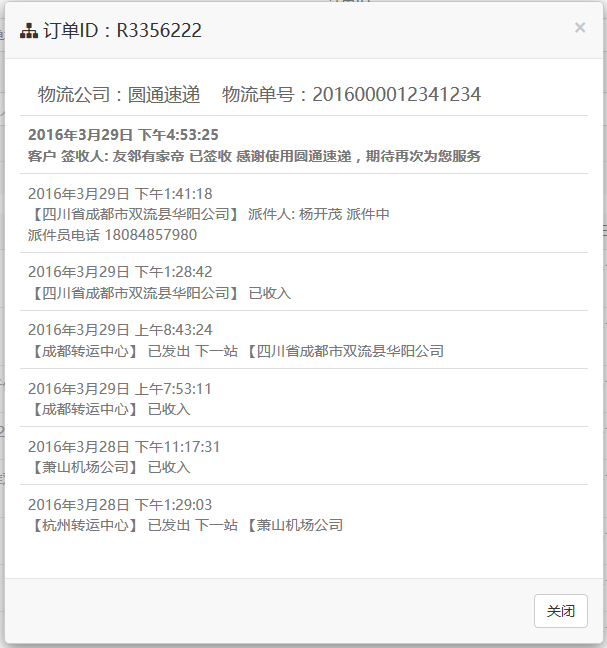 订单ID：R3356222
×
物流公司：圆通速递 物流单号：2016000012341234
2016年3月29日 下午4:53:25
客户 签收人: 友邻有家帝 已签收 感谢使用圆通速递，期待再次为您服务
2016年3月29日 下午1:41:18
【四川省成都市双流县华阳公司】 派件人: 杨开茂 派件中
派件员电话 18084857980
2016年3月29日 下午1:28:42
【四川省成都市双流县华阳公司】 已收入
2016年3月29日 上午8:43:24
【成都转运中心】 已发出 下一站 【四川省成都市双流县华阳公司
2016年3月29日 上午7:53:11
【成都转运中心】 已收入
2016年3月28日 下午11:17:31
【萧山机场公司】 已收入
2016年3月28日 下午1:29:03
【杭州转运中心】 已发出 下一站 【萧山机场公司
关闭